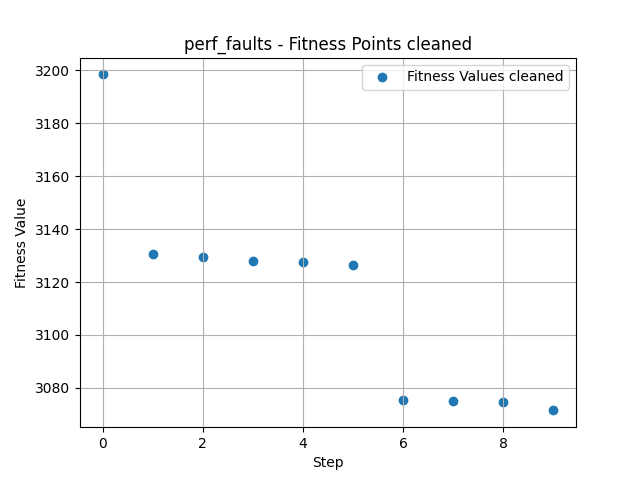 perf_faults - Fitness Points cleaned
Fitness Values cleaned
3200
3180
3160
3140
3120
3100
3080
Fitness Value
0 2 4 6 8
Step